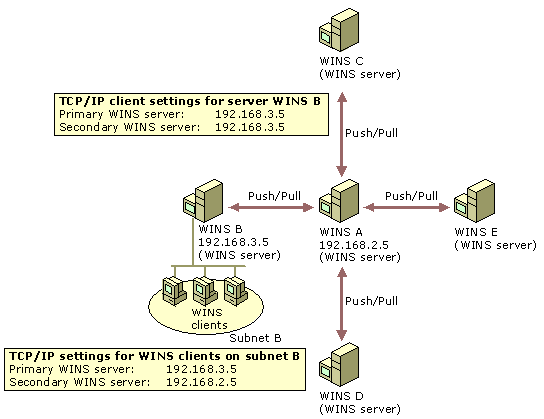 WINS C
(WINS server)
TCP/IP client settings for server WINS B
Primary WINS server: 192.168.3.5
Secondary WINS server: 192.168.3.5
Push/Pull
Push/Pull
Push/Pull
WINS B
192.168.3.5
(WINS server)
WINS A
192.168.2.5
(WINS server)
WINS E
(WINS server)
WINS
clients
Subnet B
Push/Pull
TCP/IP settings for WINS clients on subnet B
Primary WINS server: 192.168.3.5
Secondary WINS server: 192.168.2.5
WINS D
(WINS server)